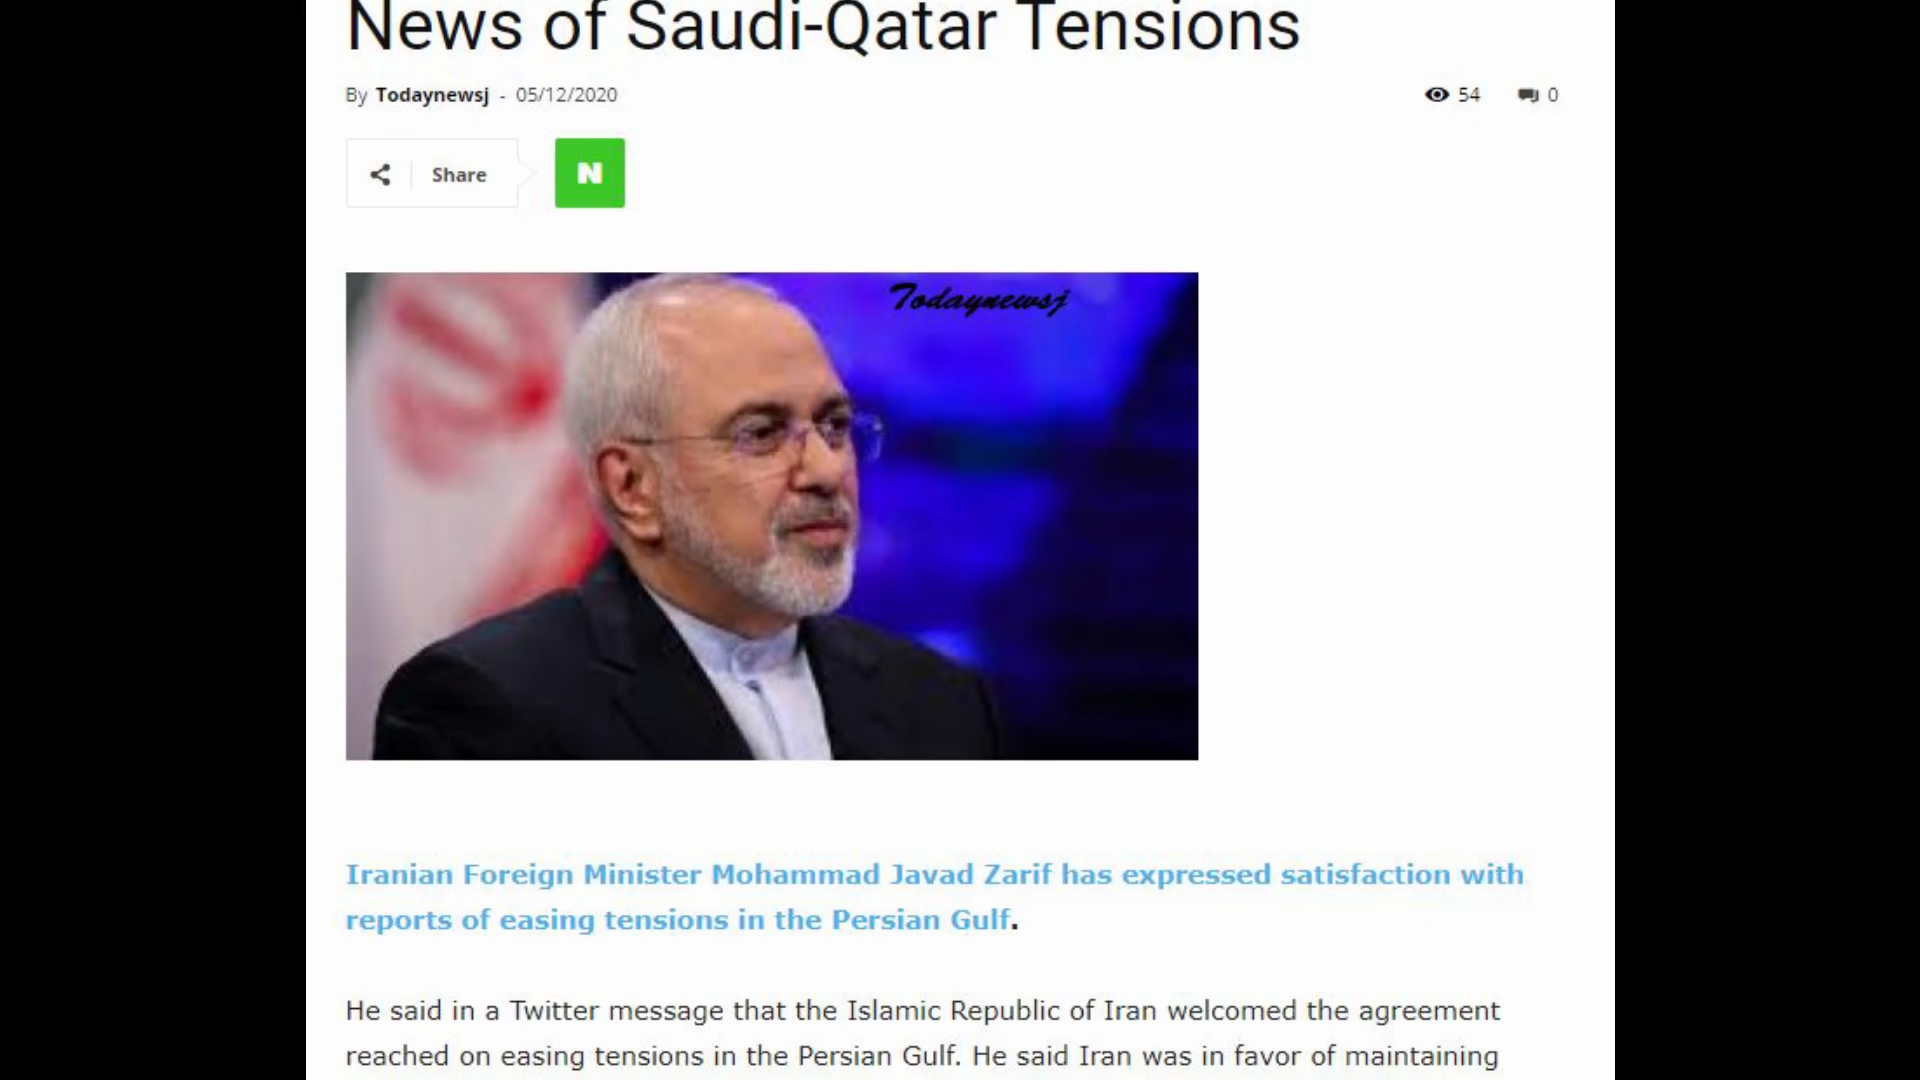 News of Saudi-Qatar Tensions
By Todaynewsj - 05/12/2020
54
0
Share
N
Todaynewsj
Iranian Foreign Minister Mohammad Javad Zarif has expressed satisfaction with
reports of easing tensions in the Persian Gulf.
He said in a Twitter message that the Islamic Republic of Iran welcomed the agreement
reached on easing tensions in the Persian Gulf. He said Iran was in favor of maintaining